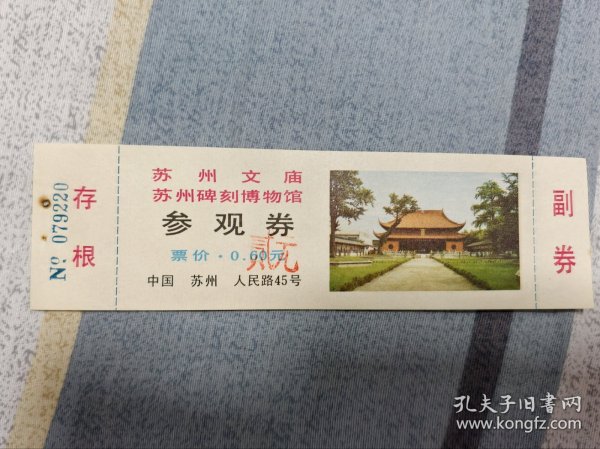 存根
№ 079220
苏州文庙
苏州碑刻博物馆
参观券
票价·0.60元
贰元
中国 苏州 人民路45号
副券
孔夫子旧书网
www.kongfz.com